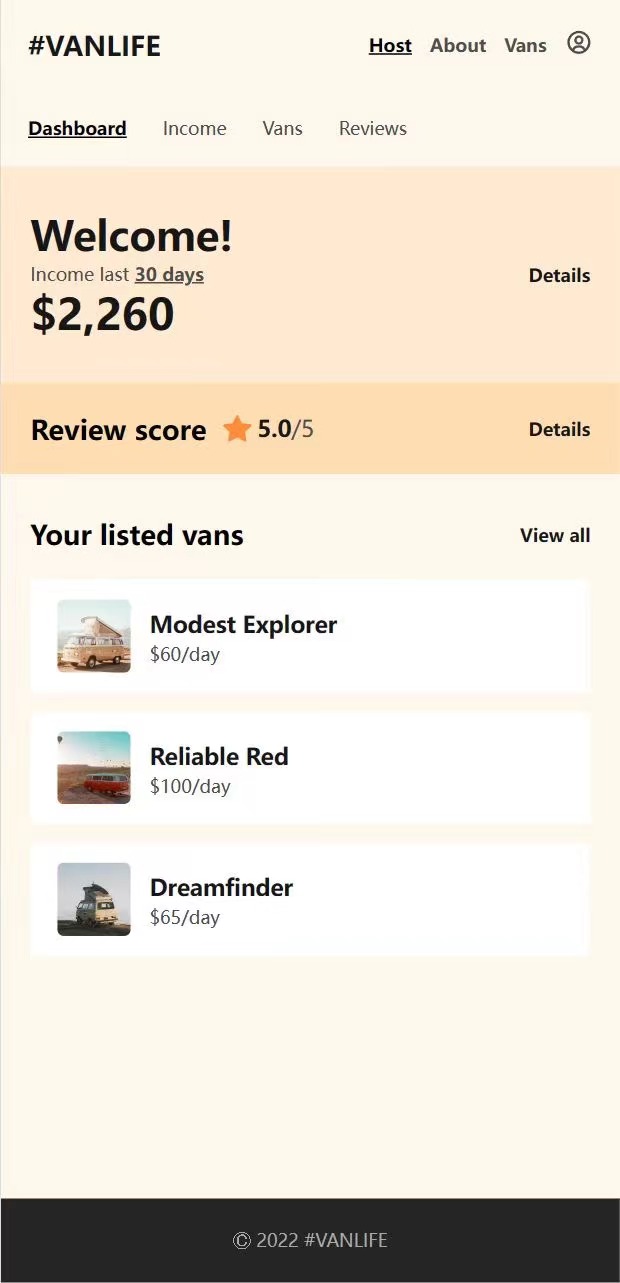 #VANLIFE Host About Vans
Dashboard Income Vans Reviews
Welcome!
Income last 30 days
Details
$2,260
Review score 5.0/5 Details
Your listed vans View all
Modest Explorer
$60/day
Reliable Red
$100/day
Dreamfinder
$65/day
© 2022 #VANLIFE